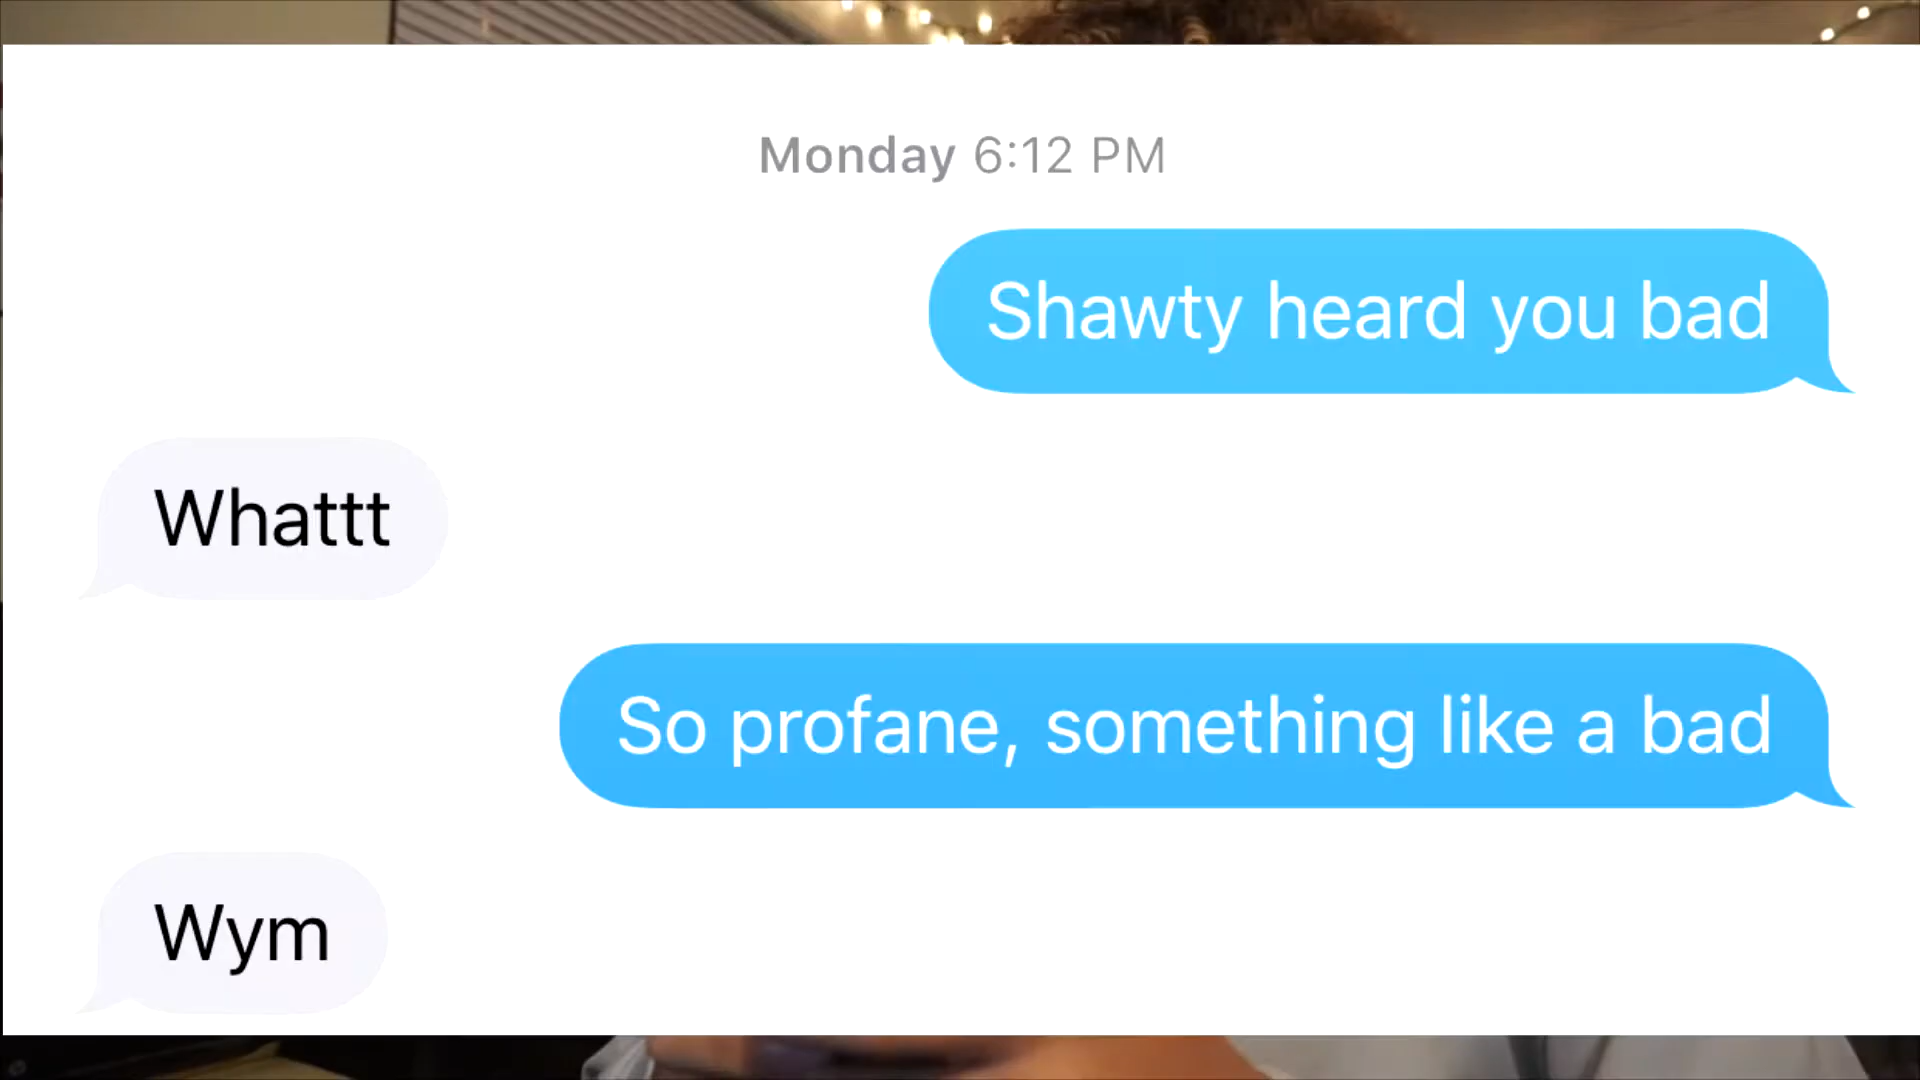 Monday 6:12 PM
Shawty heard you bad
Whattt
So profane, something like a bad
Wym